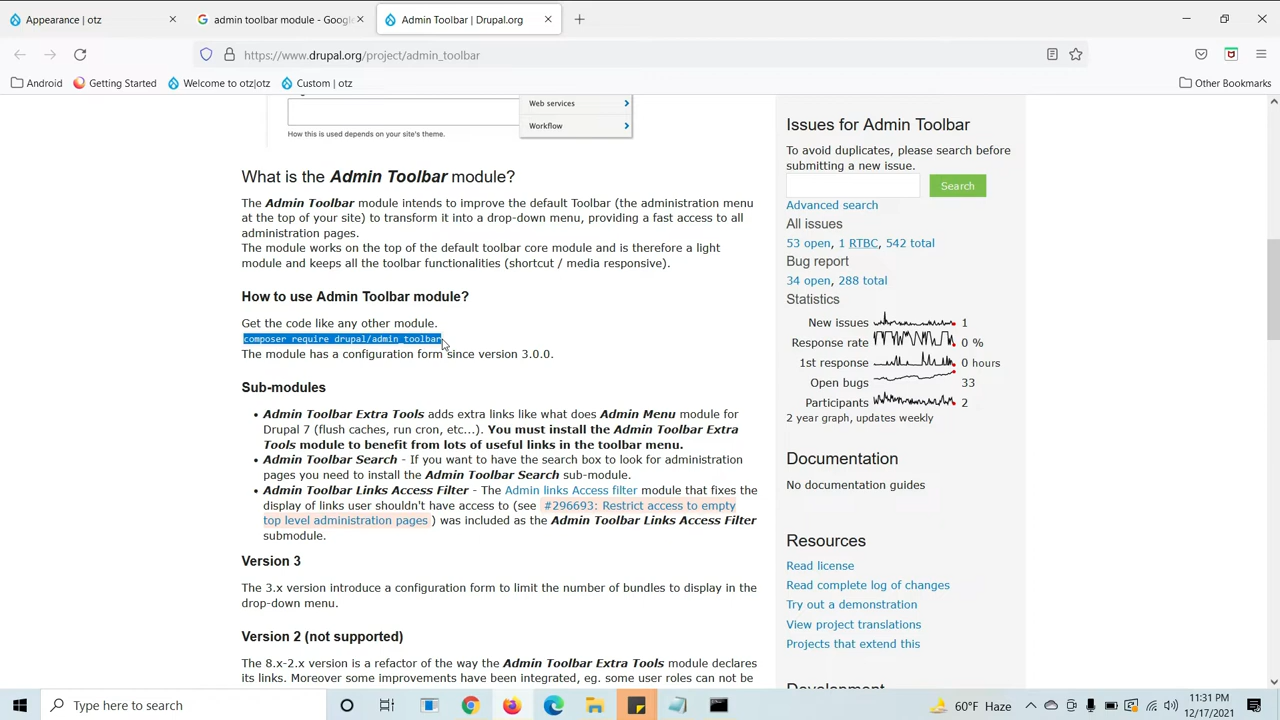 Appearance | otz
admin toolbar module - Google
Admin Toolbar | Drupal.org
https://www.drupal.org/project/admin_toolbar
Android
Getting Started
Welcome to otz|otz
Custom | otz
Other Bookmarks
Web services
Workflow
How this is used depends on your site's theme.
What is the Admin Toolbar module?
The Admin Toolbar module intends to improve the default Toolbar (the administration menu
at the top of your site) to transform it into a drop-down menu, providing a fast access to all
administration pages.
The module works on the top of the default toolbar core module and is therefore a light
module and keeps all the toolbar functionalities (shortcut / media responsive).
How to use Admin Toolbar module?
Get the code like any other module.
composer require drupal/admin_toolbar
The module has a configuration form since version 3.0.0.
Sub-modules
• Admin Toolbar Extra Tools adds extra links like what does Admin Menu module for
Drupal 7 (flush caches, run cron, etc...). You must install the Admin Toolbar Extra
Tools module to benefit from lots of useful links in the toolbar menu.
• Admin Toolbar Search - If you want to have the search box to look for administration
pages you need to install the Admin Toolbar Search sub-module.
• Admin Toolbar Links Access Filter - The Admin links Access filter module that fixes the
display of links user shouldn't have access to (see #296693: Restrict access to empty
top level administration pages ) was included as the Admin Toolbar Links Access Filter
submodule.
Version 3
The 3.x version introduce a configuration form to limit the number of bundles to display in the
drop-down menu.
Version 2 (not supported)
The 8.x-2.x version is a refactor of the way the Admin Toolbar Extra Tools module declares
its links. Moreover some improvements have been integrated, eg. some user roles can not be
Issues for Admin Toolbar
To avoid duplicates, please search before
submitting a new issue.
Search
Advanced search
All issues
53 open, 1 RTBC, 542 total
Bug report
34 open, 288 total
Statistics
New issues 1
Response rate 0 %
1st response 0 hours
Open bugs 33
Participants 2
2 year graph, updates weekly
Documentation
No documentation guides
Resources
Read license
Read complete log of changes
Try out a demonstration
View project translations
Projects that extend this
Type here to search
60°F Haze
11:31 PM
12/17/2021